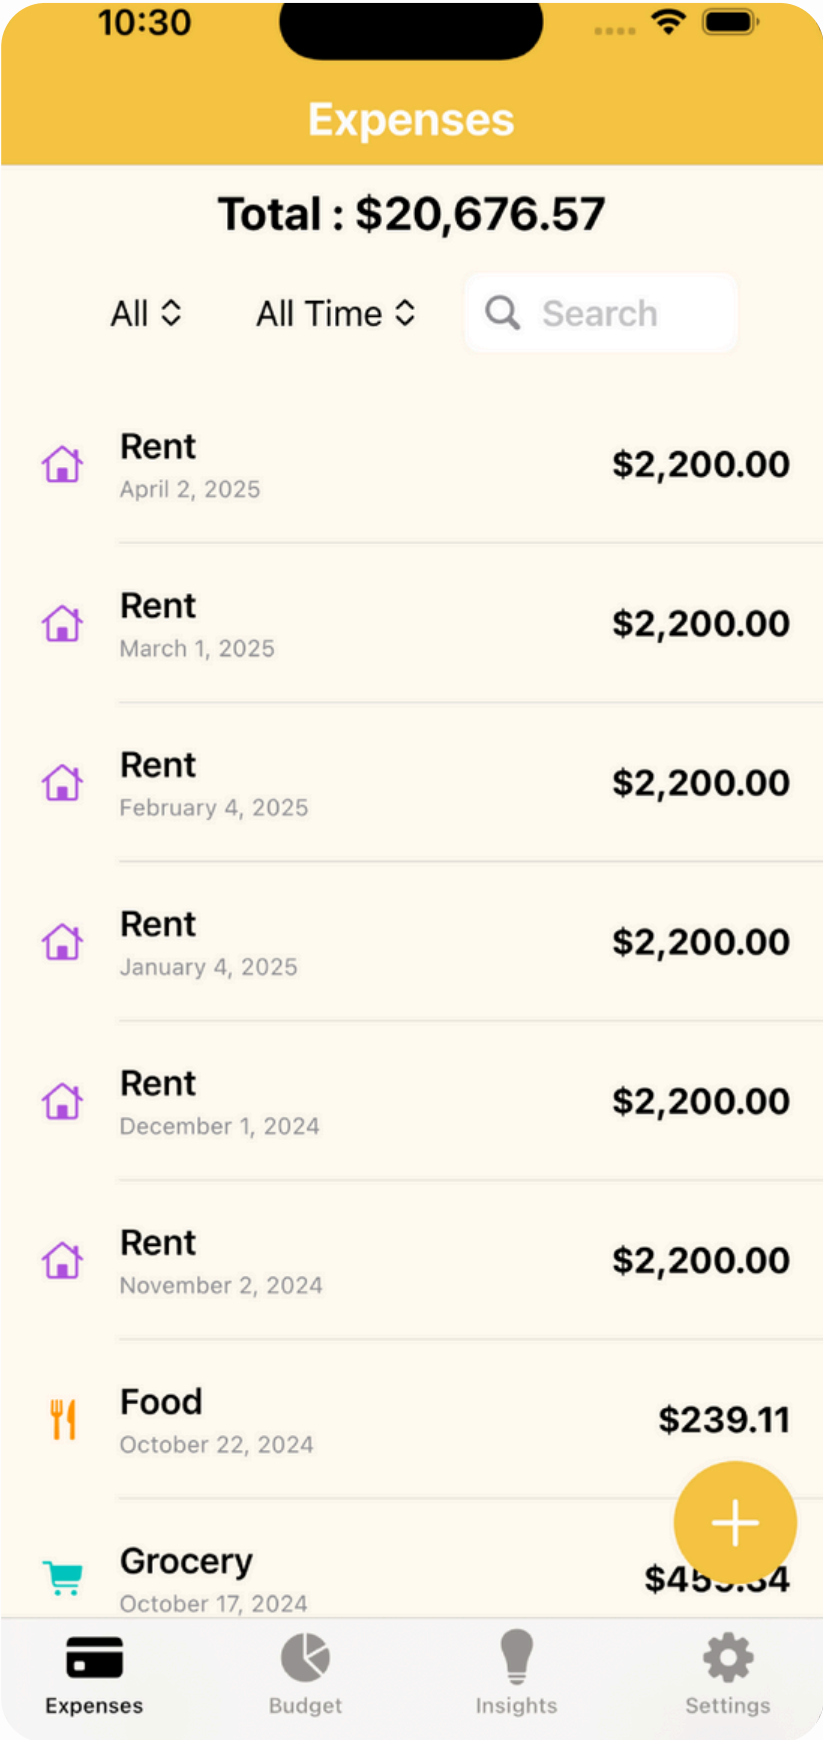 10:30
Expenses
Total : $20,676.57
All All Time Search
Rent
April 2, 2025
$2,200.00
Rent
March 1, 2025
$2,200.00
Rent
February 4, 2025
$2,200.00
Rent
January 4, 2025
$2,200.00
Rent
December 1, 2024
$2,200.00
Rent
November 2, 2024
$2,200.00
Food
October 22, 2024
$239.11
Grocery
October 17, 2024
Expenses Budget Insights Settings